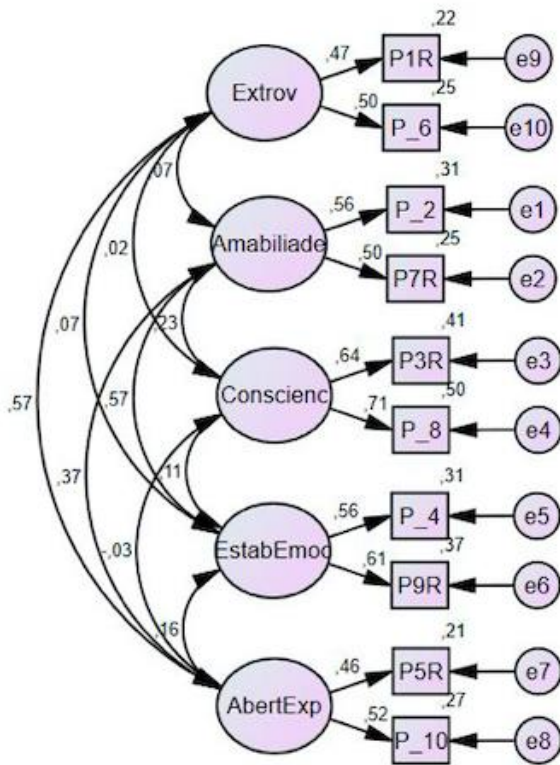 ,22
,47
P1R
e9
Extrov
,25
,50
P_6
e10
,07
,31
,56
P_2
e1
Amabiliade
,25
,50
P7R
e2
,02
,23
,41
,07
,64
P3R
e3
Conscienc
,50
,71
P_8
e4
,57
,57
,11
,37
,31
,56
P_4
e5
-,03
EstabEmoc
,37
,61
P9R
e6
,16
,21
,46
P5R
e7
AbertExp
,27
,52
P_10
e8